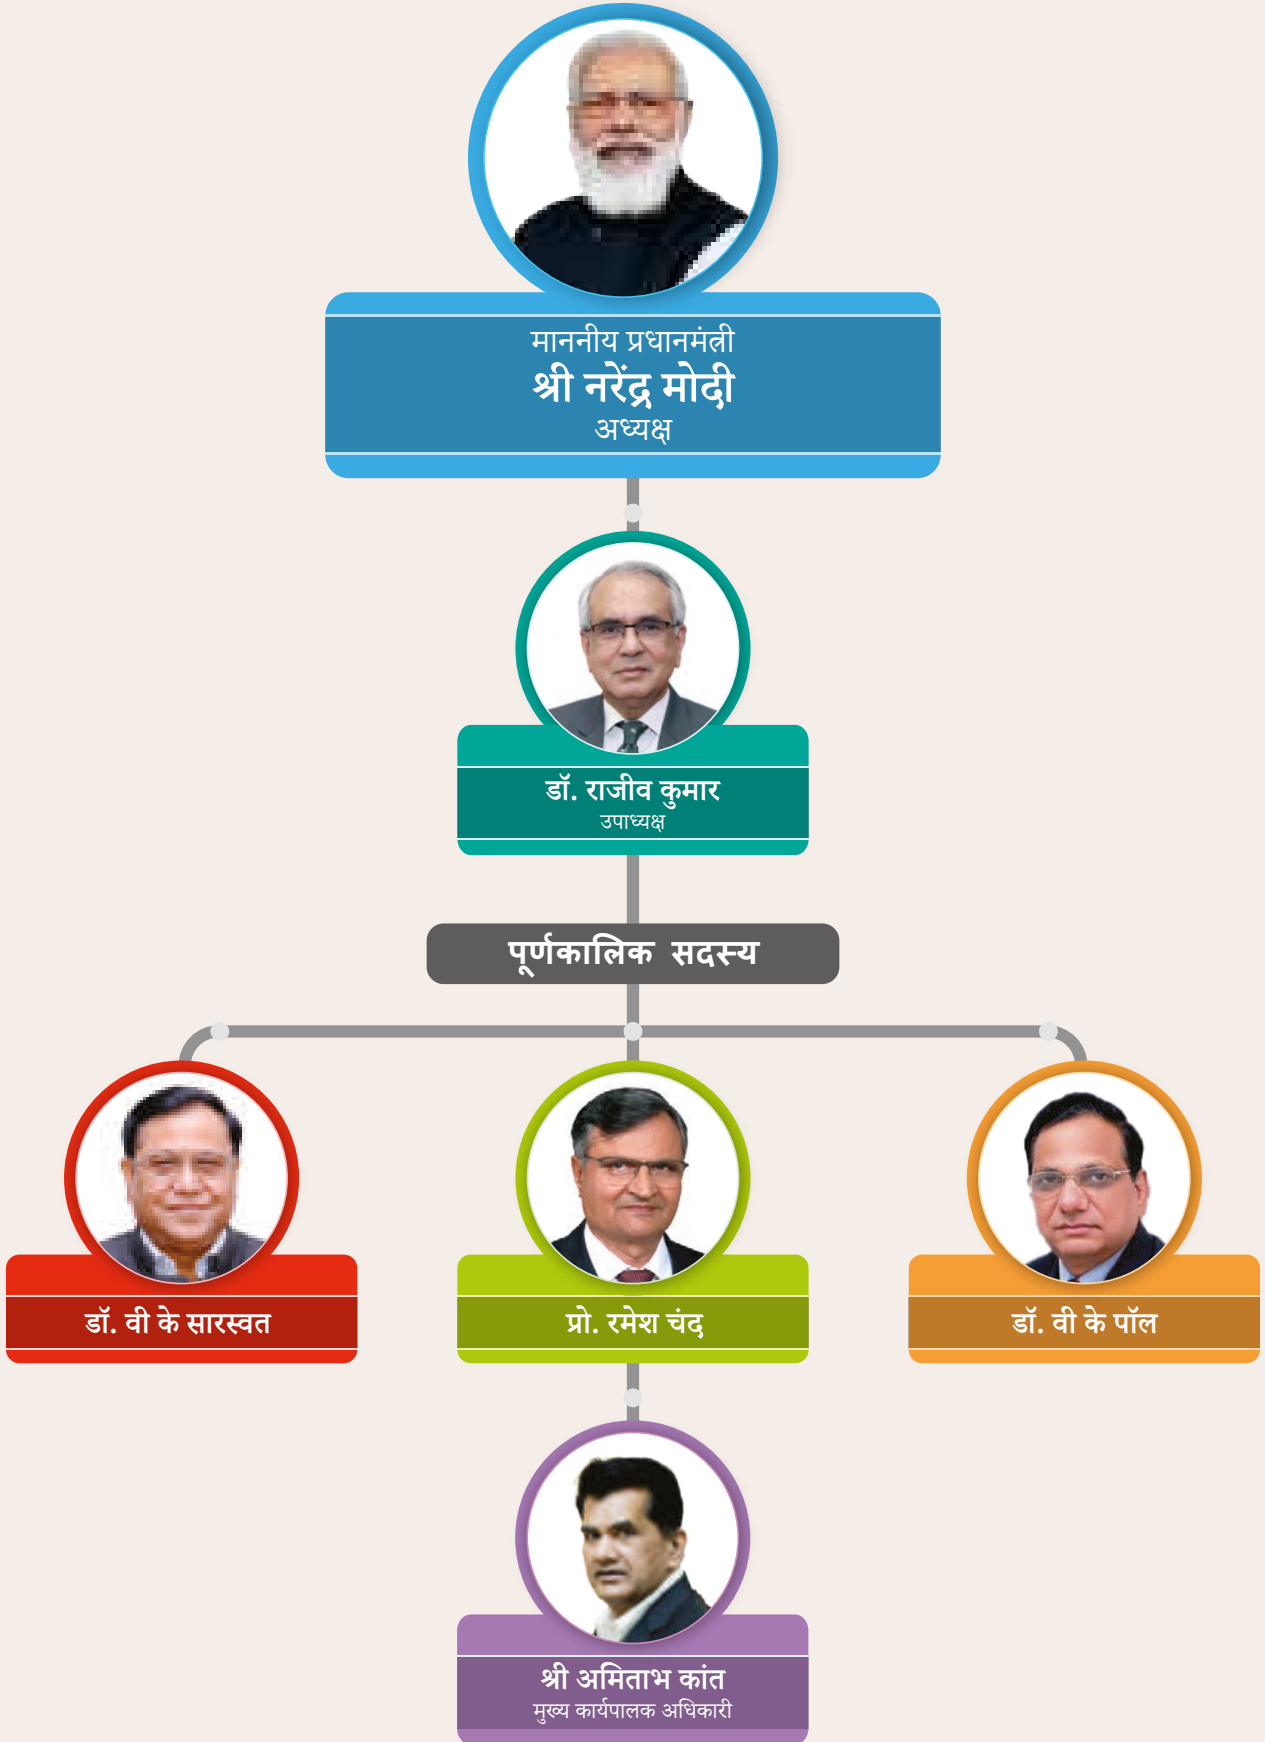 माननीय प्रधानमंत्री
श्री नरेंद्र मोदी
अध्यक्ष
डॉ. राजीव कुमार
उपाध्यक्ष
पूर्णकालिक सदस्य
डॉ. वी के सारस्वत
प्रो. रमेश चंद
डॉ. वी के पॉल
श्री अमिताभ कांत
मुख्य कार्यपालक अधिकारी